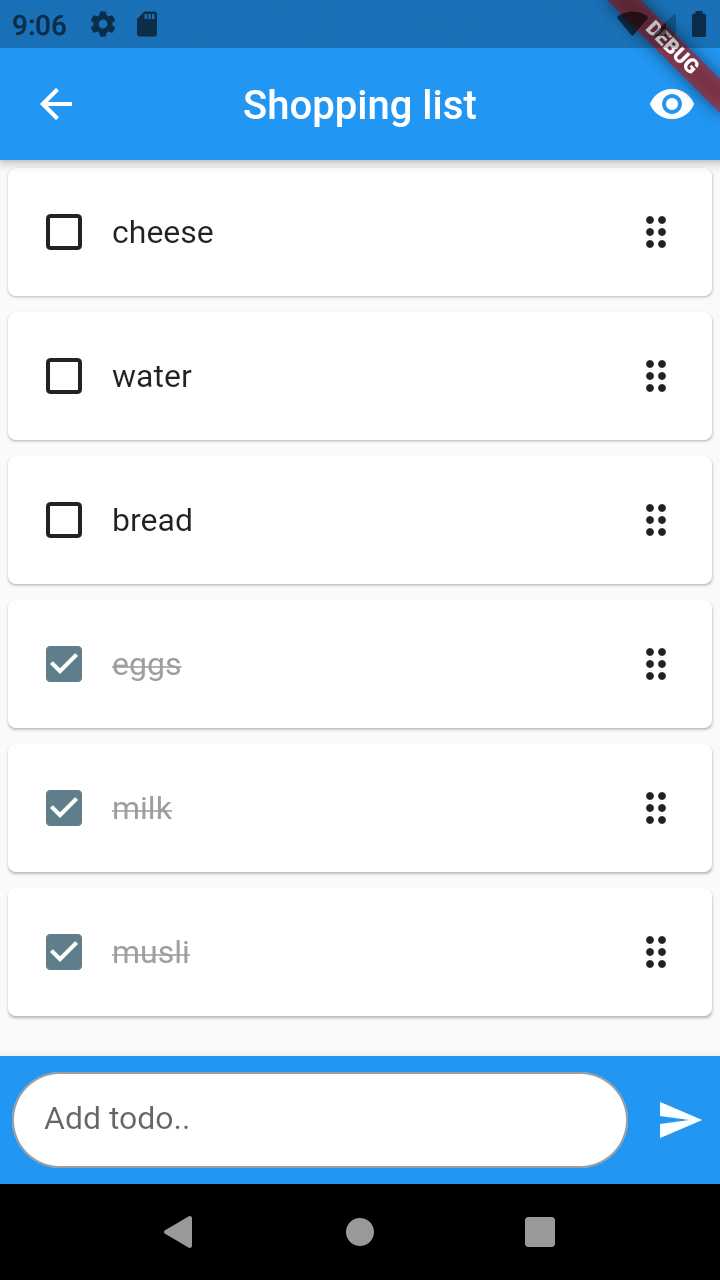 9:06
DEBUG
Shopping list
cheese
water
bread
eggs
milk
musli
Add todo..